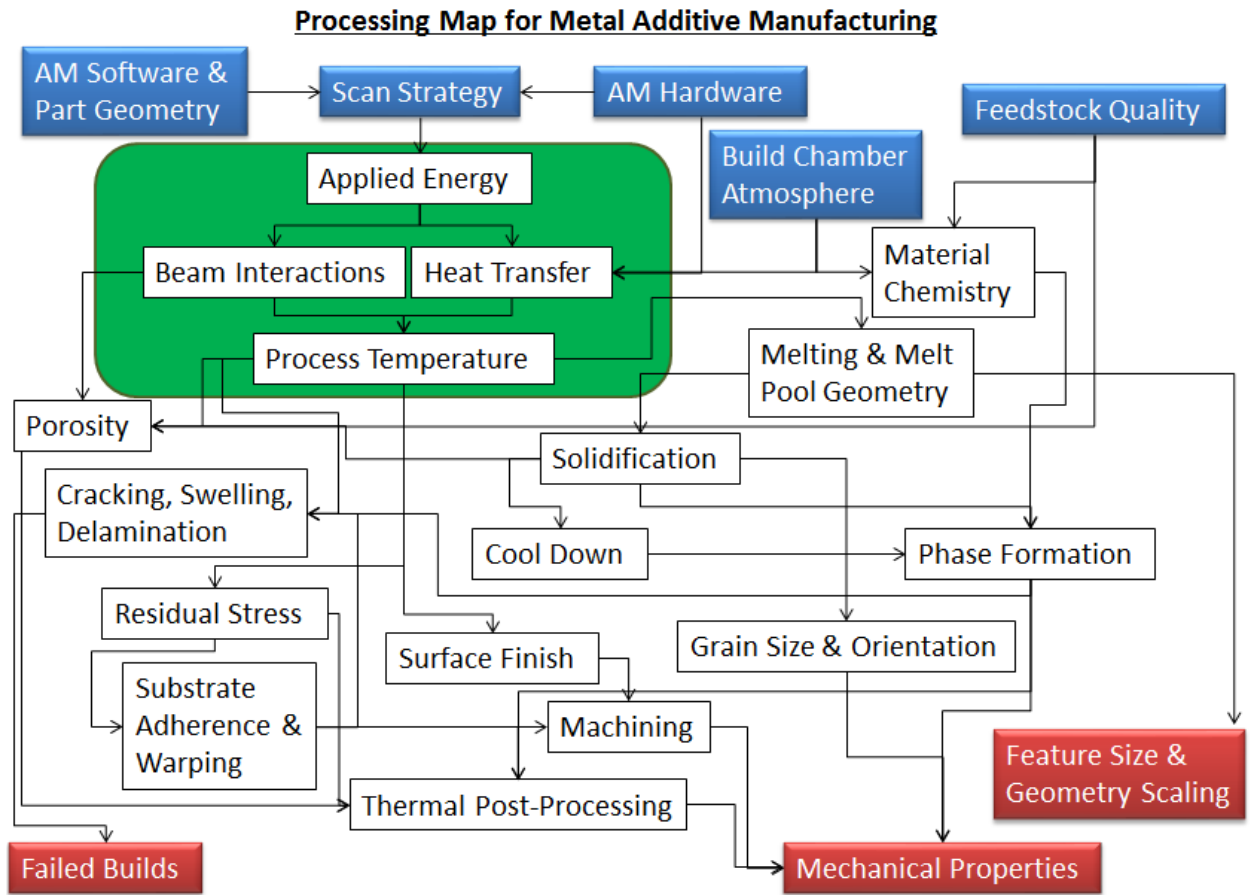 Processing Map for Metal Additive Manufacturing
AM Software &
Part Geometry
Scan Strategy
AM Hardware
Feedstock Quality
Build Chamber
Atmosphere
Applied Energy
Beam Interactions
Heat Transfer
Material
Chemistry
Process Temperature
Melting & Melt
Pool Geometry
Porosity
Solidification
Cracking, Swelling,
Delamination
Cool Down
Phase Formation
Residual Stress
Surface Finish
Grain Size & Orientation
Substrate
Adherence &
Warping
Machining
Feature Size &
Geometry Scaling
Thermal Post-Processing
Failed Builds
Mechanical Properties